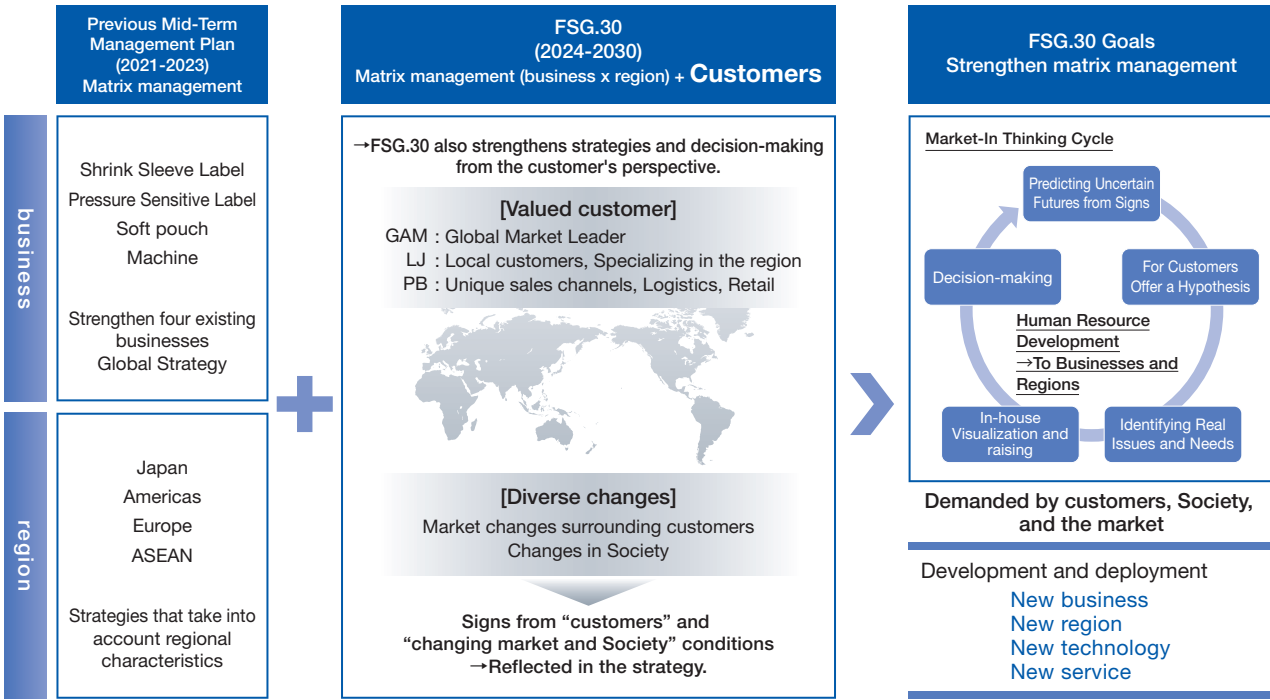 Previous Mid-Term
Management Plan
(2021-2023)
Matrix management
business
Shrink Sleeve Label
Pressure Sensitive Label
Soft pouch
Machine
Strengthen four existing
businesses
Global Strategy
region
Japan
Americas
Europe
ASEAN
Strategies that take into
account regional
characteristics
FSG.30
(2024-2030)
Matrix management (business x region) + Customers
→FSG.30 also strengthens strategies and decision-making
from the customer's perspective.
[Valued customer]
GAM : Global Market Leader
LJ : Local customers, Specializing in the region
PB : Unique sales channels, Logistics, Retail
[Diverse changes]
Market changes surrounding customers
Changes in Society
Signs from “customers” and
“changing market and Society” conditions
→Reflected in the strategy.
FSG.30 Goals
Strengthen matrix management
Market-In Thinking Cycle
Predicting Uncertain
Futures from Signs
For Customers
Offer a Hypothesis
Identifying Real
Issues and Needs
In-house
Visualization and
raising
Decision-making
Human Resource
Development
→To Businesses and
Regions
Demanded by customers, Society,
and the market
Development and deployment
New business
New region
New technology
New service